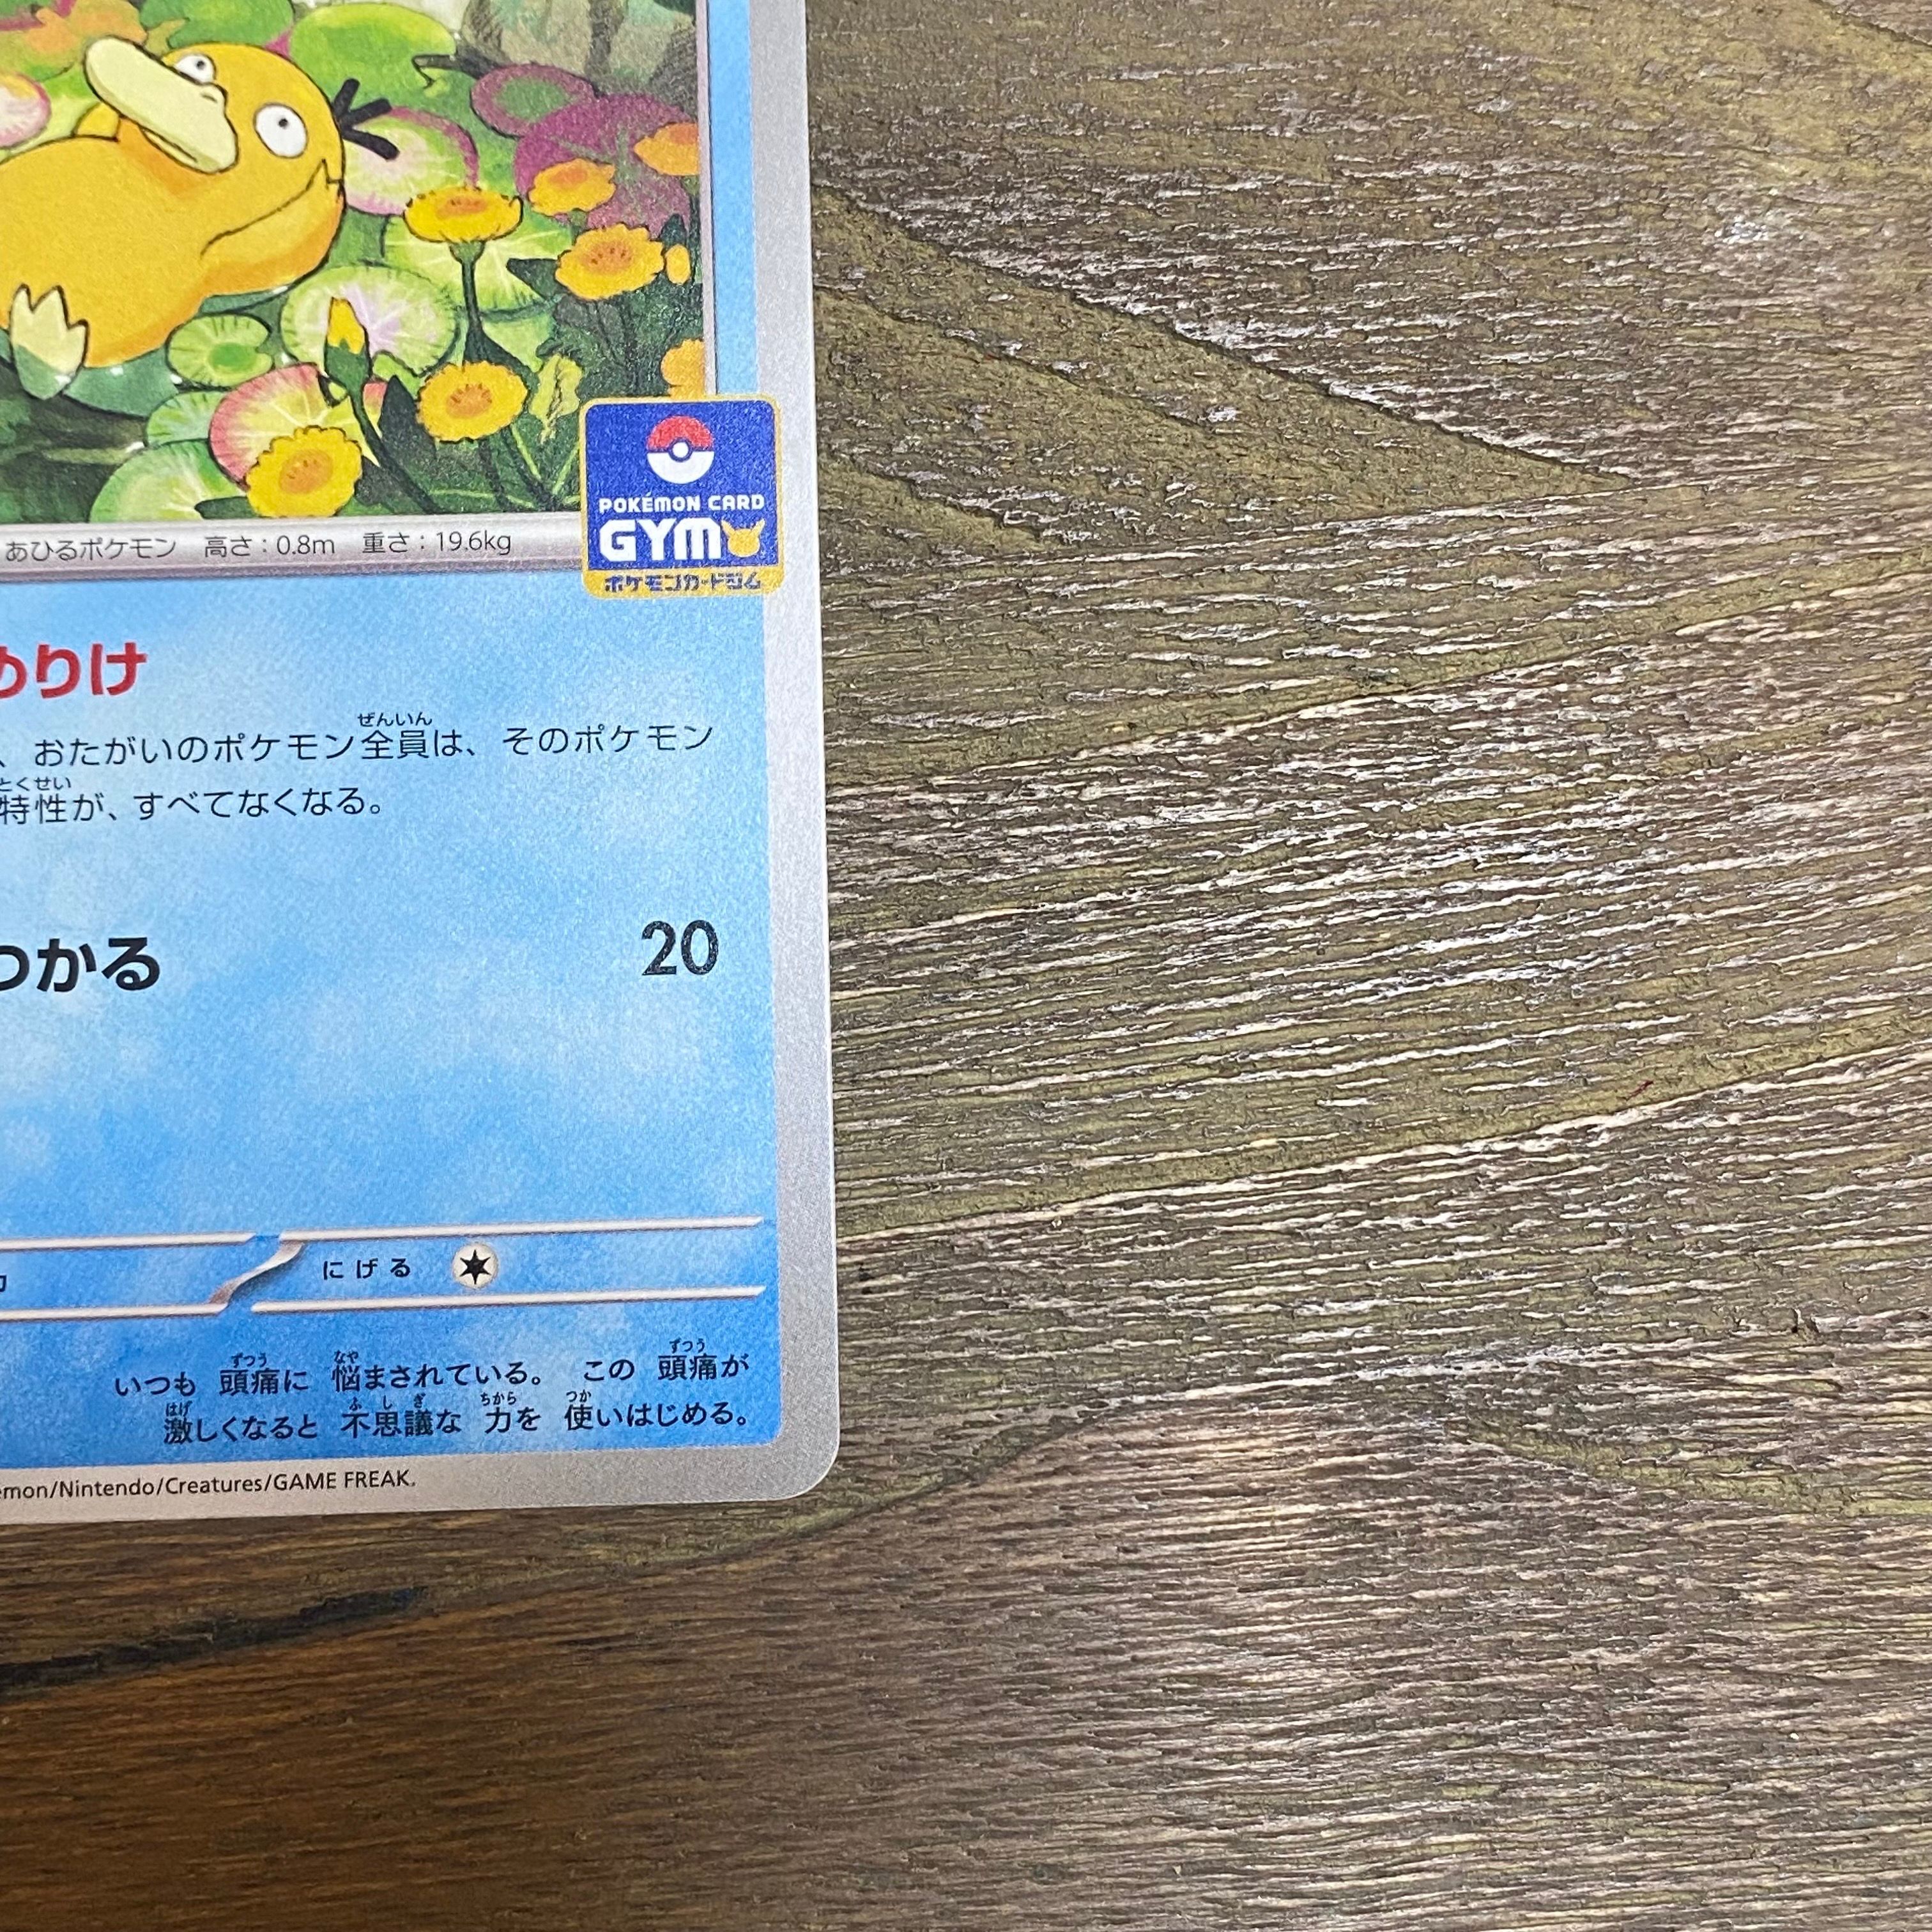 あひるポケモン 高さ：0.8m 重さ：19.6kg
POKÉMON CARD
GYM
ポケモンカードジム
めりけ
ぜんいん
、おたがいのポケモン全員は、そのポケモン
とくせい
特性が、すべてなくなる。
つかる 20
にげる
ずつう なや ずつう
いつも 頭痛に 悩まされている。 この 頭痛が
はげ ふしぎ ちから つか
激しくなると 不思議な 力を 使いはじめる。
mon/Nintendo/Creatures/GAME FREAK.